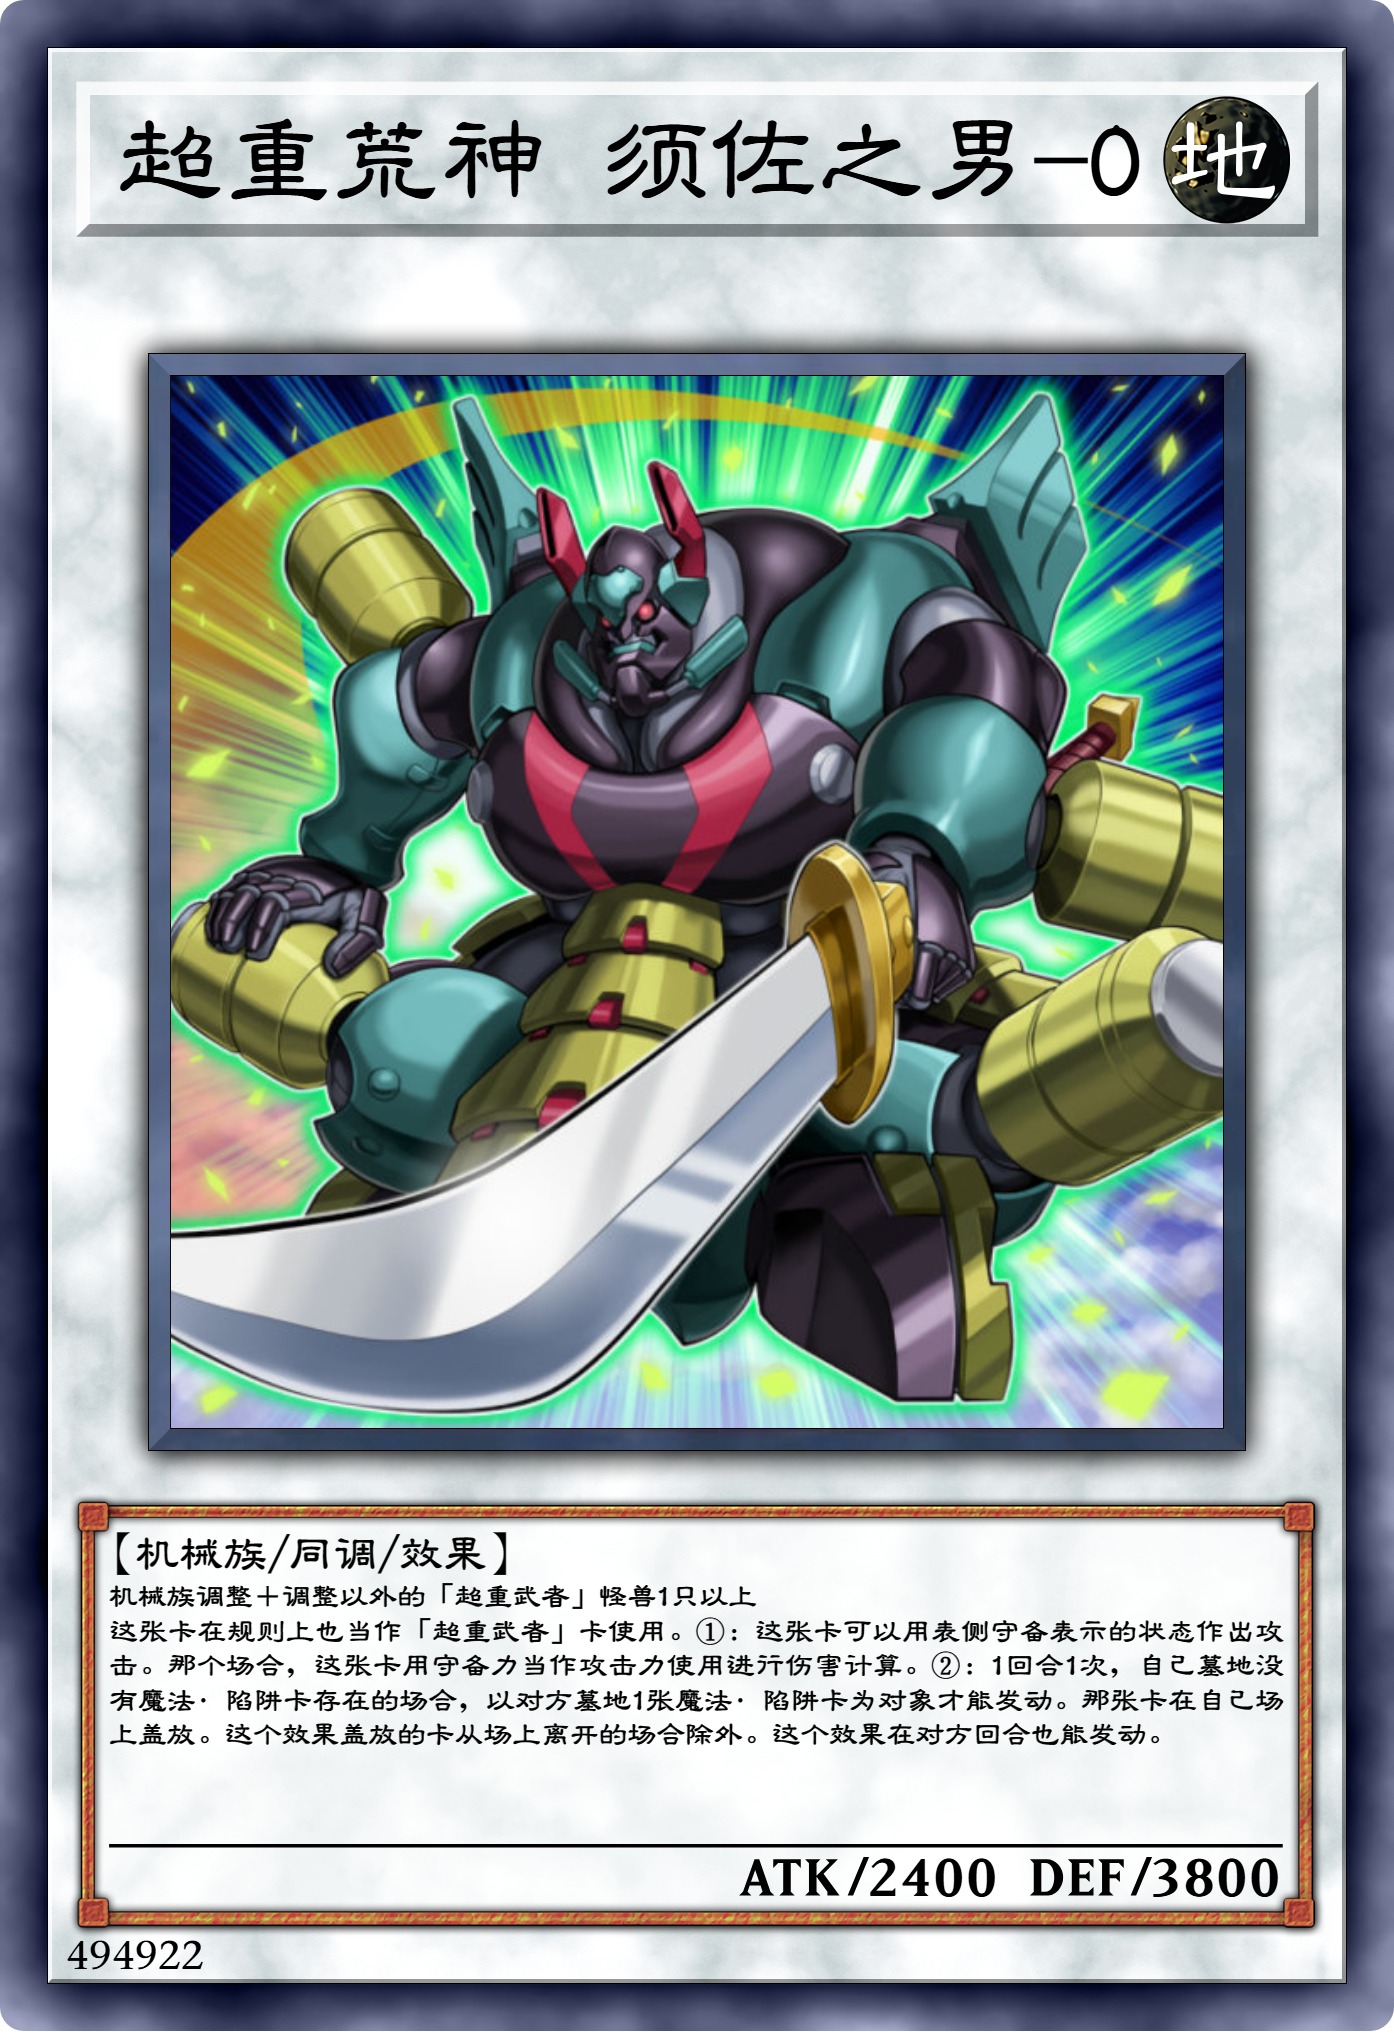 超重荒神 须佐之男-O
地
【机械族/同调/效果】
机械族调整＋调整以外的「超重武者」怪兽1只以上
这张卡在规则上也当作「超重武者」卡使用。①：这张卡可以用表侧守备表示的状态作出攻
击。那个场合，这张卡用守备力当作攻击力使用进行伤害计算。②：1回合1次，自己墓地没
有魔法·陷阱卡存在的场合，以对方墓地1张魔法·陷阱卡为对象才能发动。那张卡在自己场
上盖放。这个效果盖放的卡从场上离开的场合除外。这个效果在对方回合也能发动。
ATK/2400 DEF/3800
494922